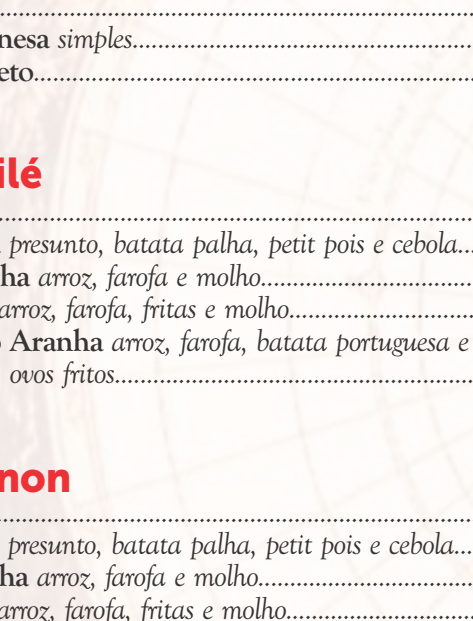 nesa simples
eto
ilé
presunto, batata palha, petit pois e cebola
ha arroz, farofa e molho
arroz, farofa, fritas e molho
Aranha arroz, farofa, batata portuguesa e
ovos fritos
non
presunto, batata palha, petit pois e cebola
ha arroz, farofa e molho
arroz, farofa, fritas e molho